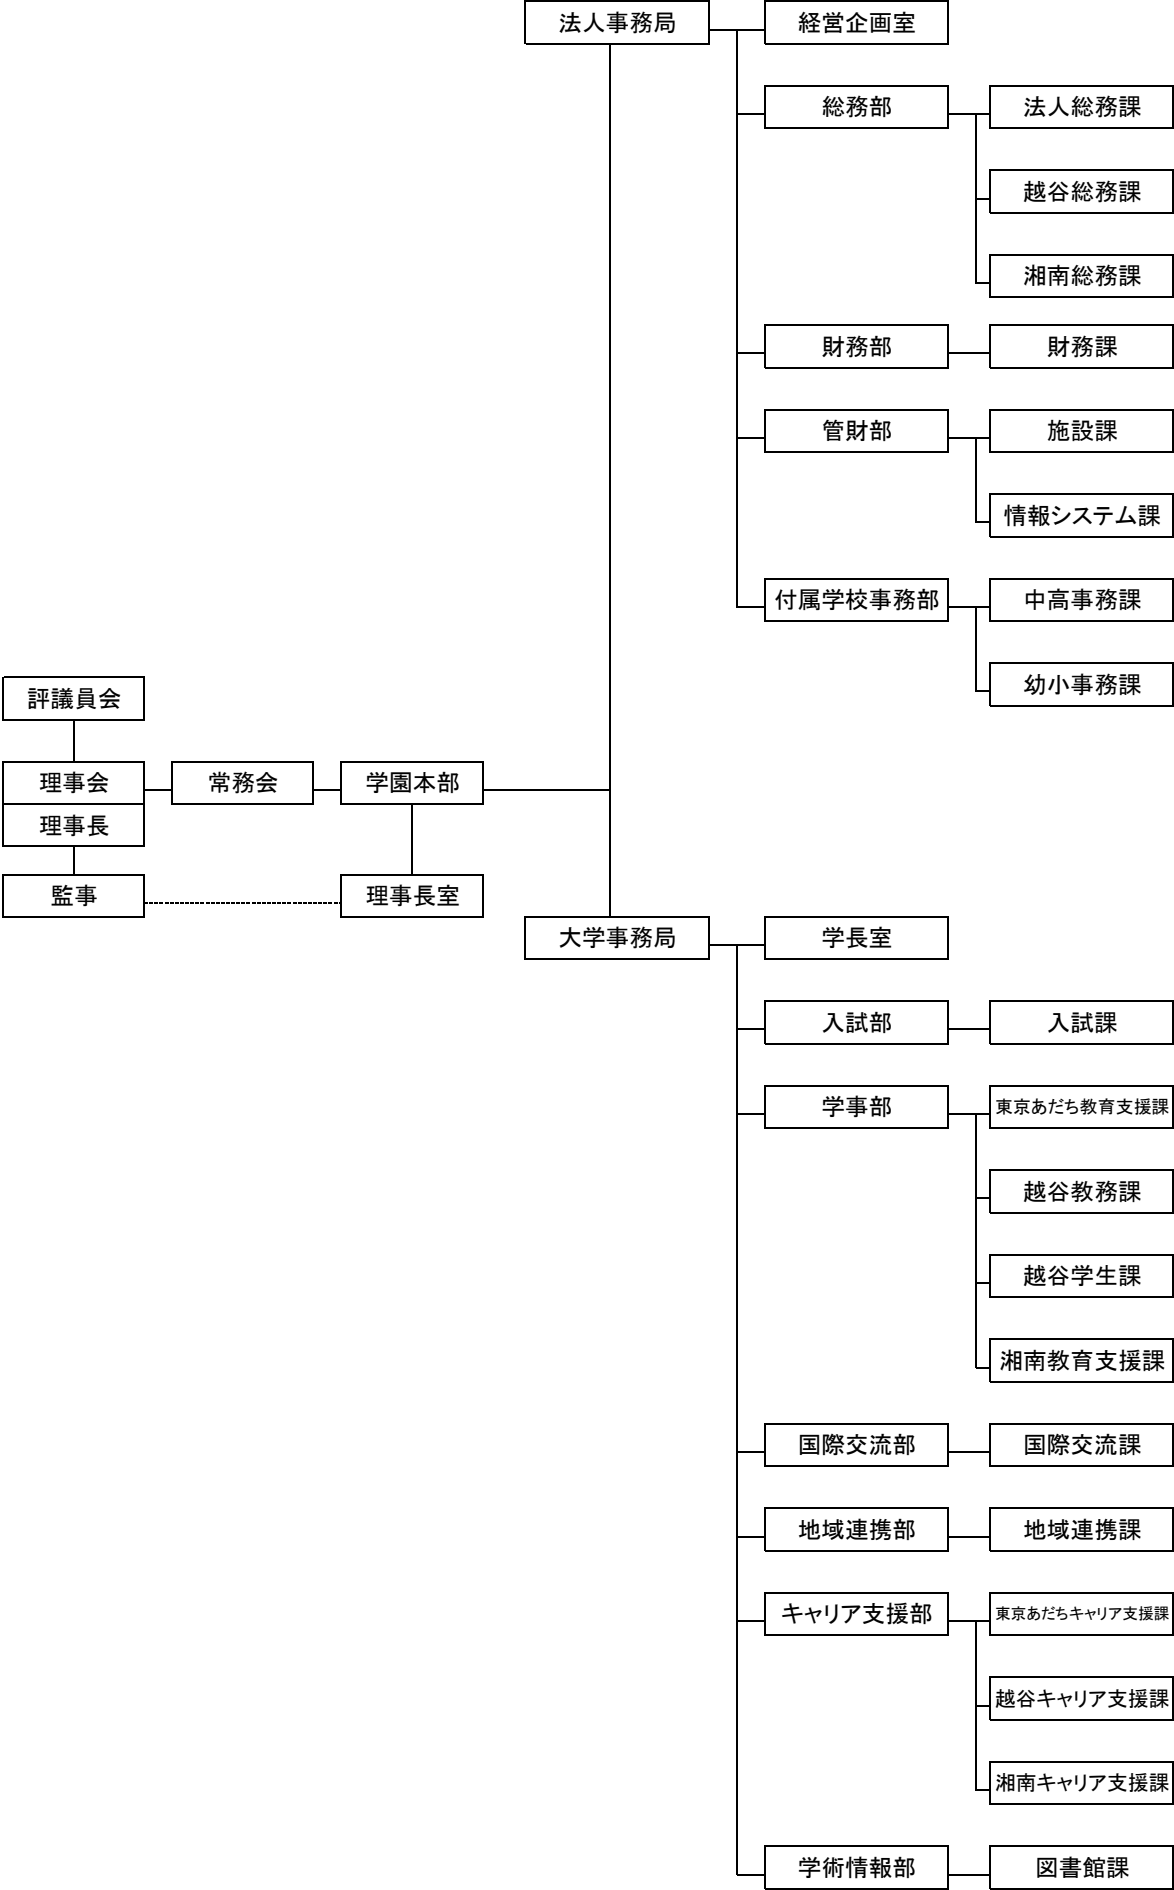 法人事務局
経営企画室
総務部
法人総務課
越谷総務課
湘南総務課
財務部
財務課
管財部
施設課
情報システム課
付属学校事務部
中高事務課
幼小事務課
評議員会
理事会
常務会
学園本部
理事長
監事
理事長室
大学事務局
学長室
入試部
入試課
学事部
東京あだち教育支援課
越谷教務課
越谷学生課
湘南教育支援課
国際交流部
国際交流課
地域連携部
地域連携課
キャリア支援部
東京あだちキャリア支援課
越谷キャリア支援課
湘南キャリア支援課
学術情報部
図書館課